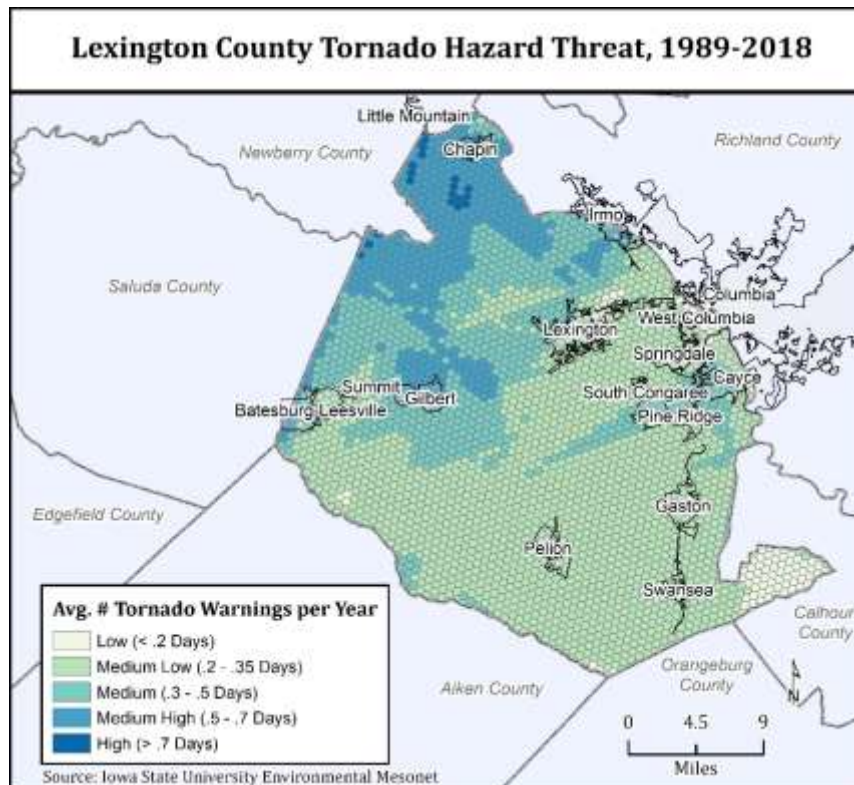 Lexington County Tornado Hazard Threat, 1989-2018
Little Mountain
Newberry County
Chapin
Richland County
Irmo
Saluda County
Columbia
Lexington
West Columbia
Springdale
Summit
South Congaree
Cayce
Batesburg-Leesville
Gilbert
Pine Ridge
Edgefield County
Gaston
Pelion
Swansea
Avg. # Tornado Warnings per Year
Low (< .2 Days)
Medium Low (.2 - .35 Days)
Medium (.3 - .5 Days)
Medium High (.5 - .7 Days)
High (> .7 Days)
Calhoun
County
Orangeburg
County
Aiken County
N
0 4.5 9
Miles
Source: Iowa State University Environmental Mesonet